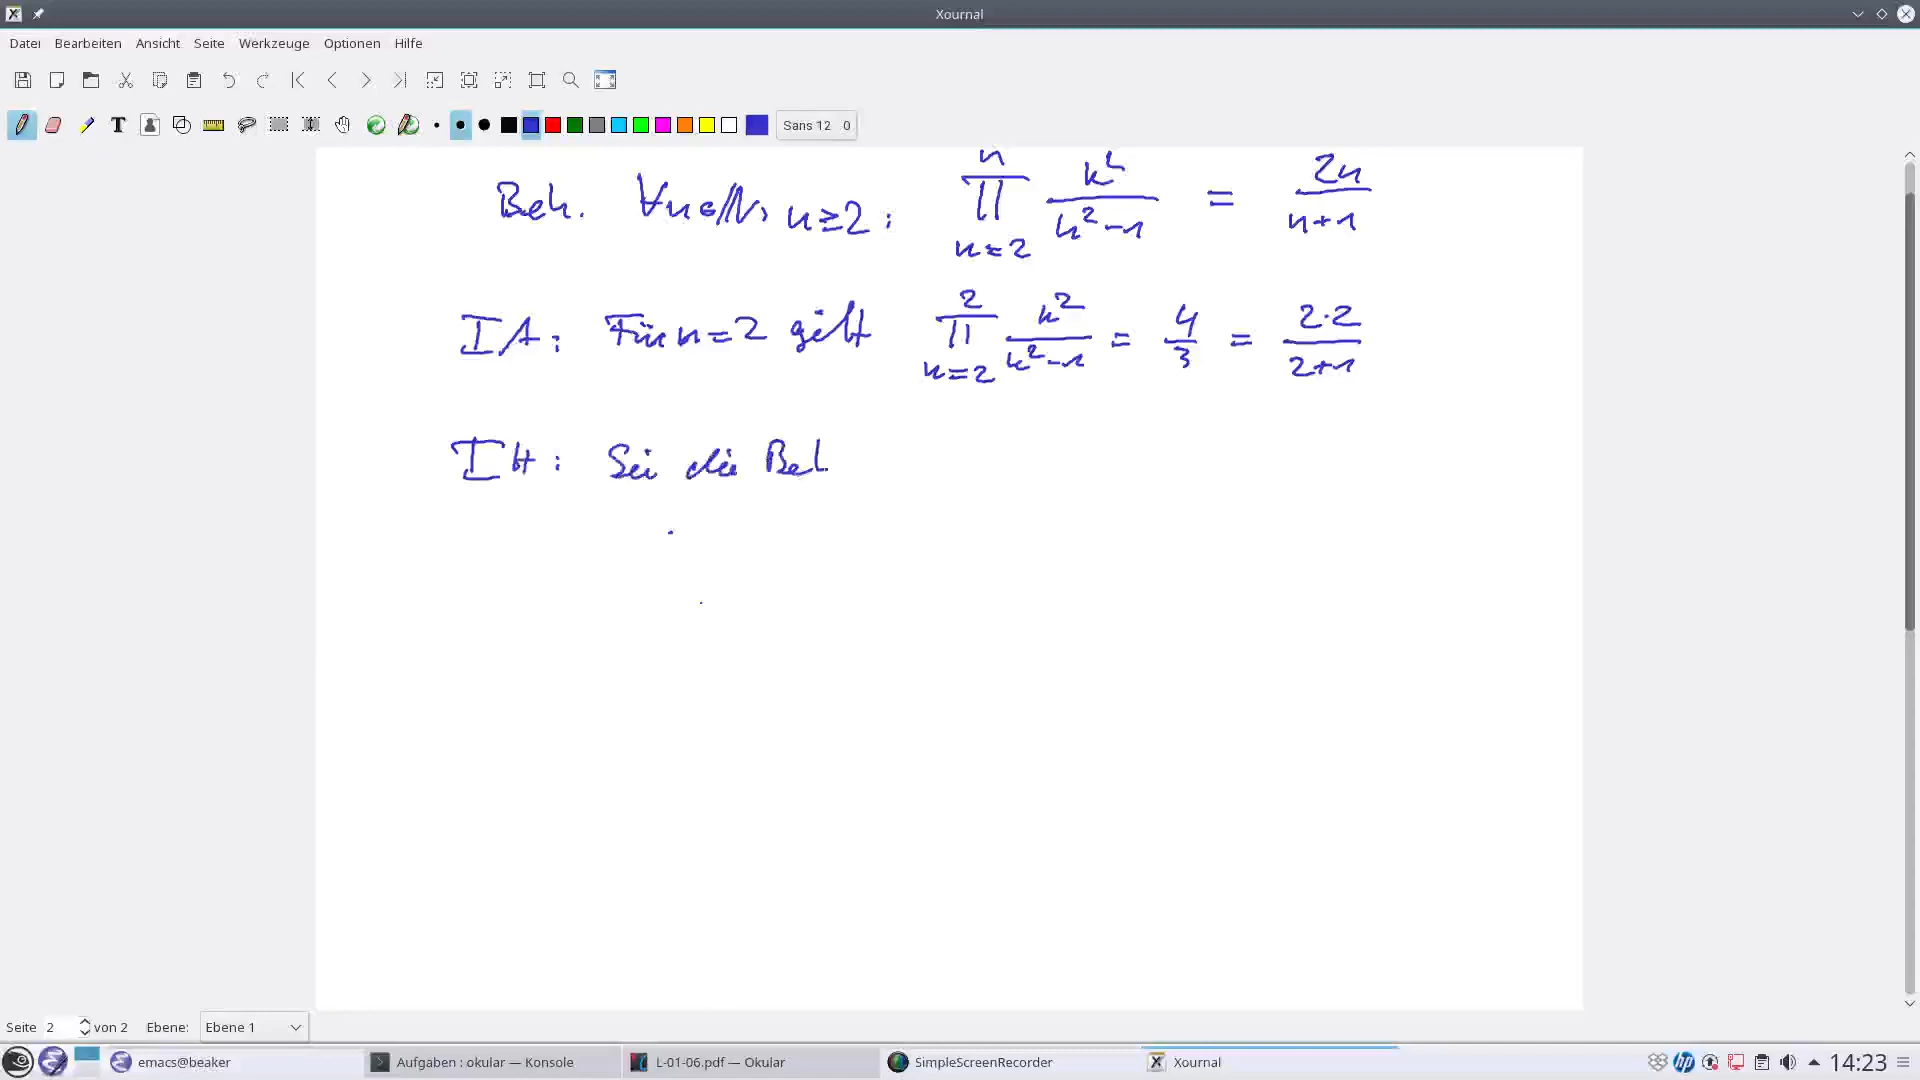 Xournal
Datei Bearbeiten Ansicht Seite Werkzeuge Optionen Hilfe
T Sans 12 0
Beh. ∀n∈ℕ, n≥2: ∏_{k=2}^{n} k²/(k²-1) = 2n/(n+1)
IA: Für n=2 gilt ∏_{k=2}^{2} k²/(k²-1) = 4/3 = 2·2/(2+1)
IH: Sei die Beh
Seite 2 von 2 Ebene: Ebene 1
emacs@beaker Aufgaben : okular — Konsole L-01-06.pdf — Okular SimpleScreenRecorder Xournal 14:23